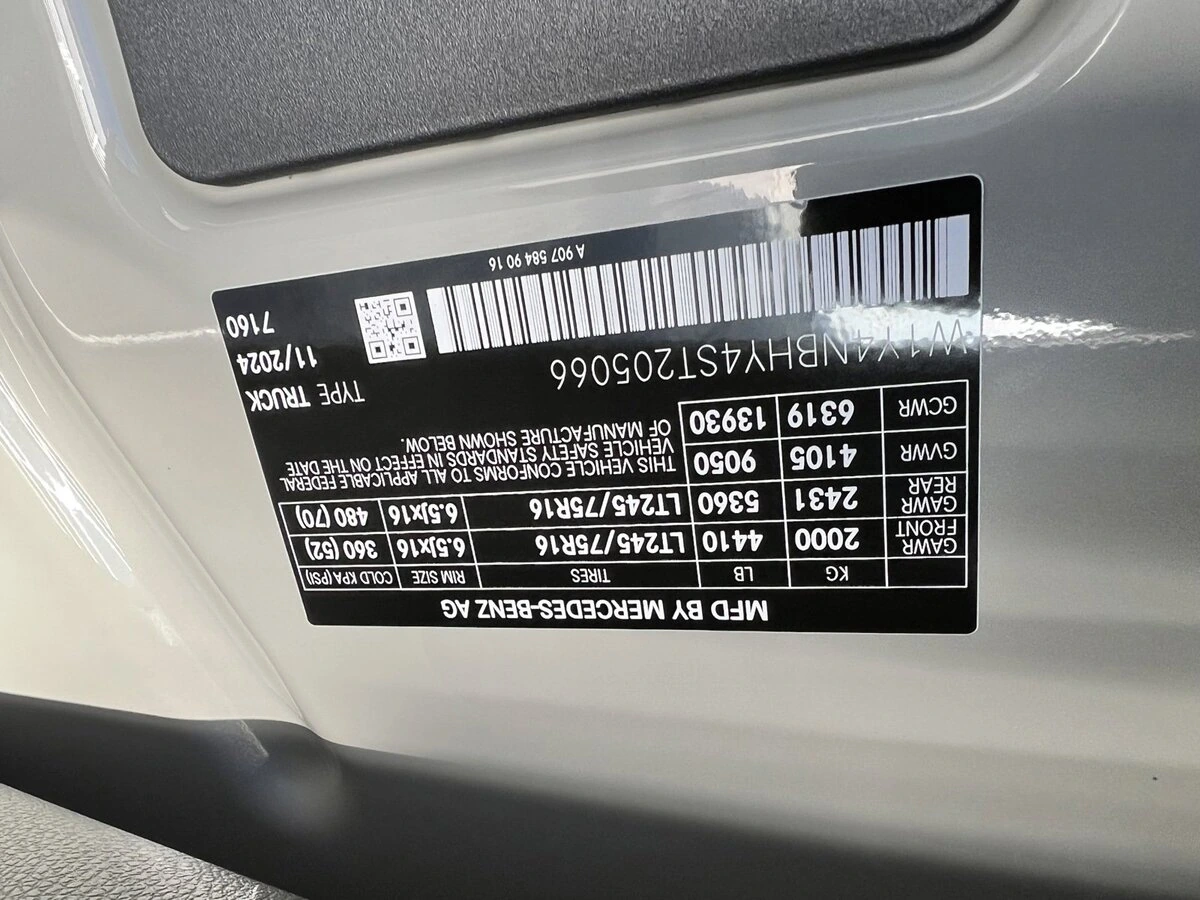 MFD BY MERCEDES-BENZ AG
KG LB TIRES RIM SIZE COLD KPA (PSI)
GAWR FRONT 2000 4410 LT245/75R16 6.5Jx16 360 (52)
GAWR REAR 2431 5360 LT245/75R16 6.5Jx16 480 (70)
GVWR 4105 9050
GCWR 6319 13930
THIS VEHICLE CONFORMS TO ALL APPLICABLE FEDERAL
VEHICLE SAFETY STANDARDS IN EFFECT ON THE DATE
OF MANUFACTURE SHOWN BELOW.
W1Y4NBHY4ST205066
TYPE TRUCK
11/2024
7160
A 907 584 90 16